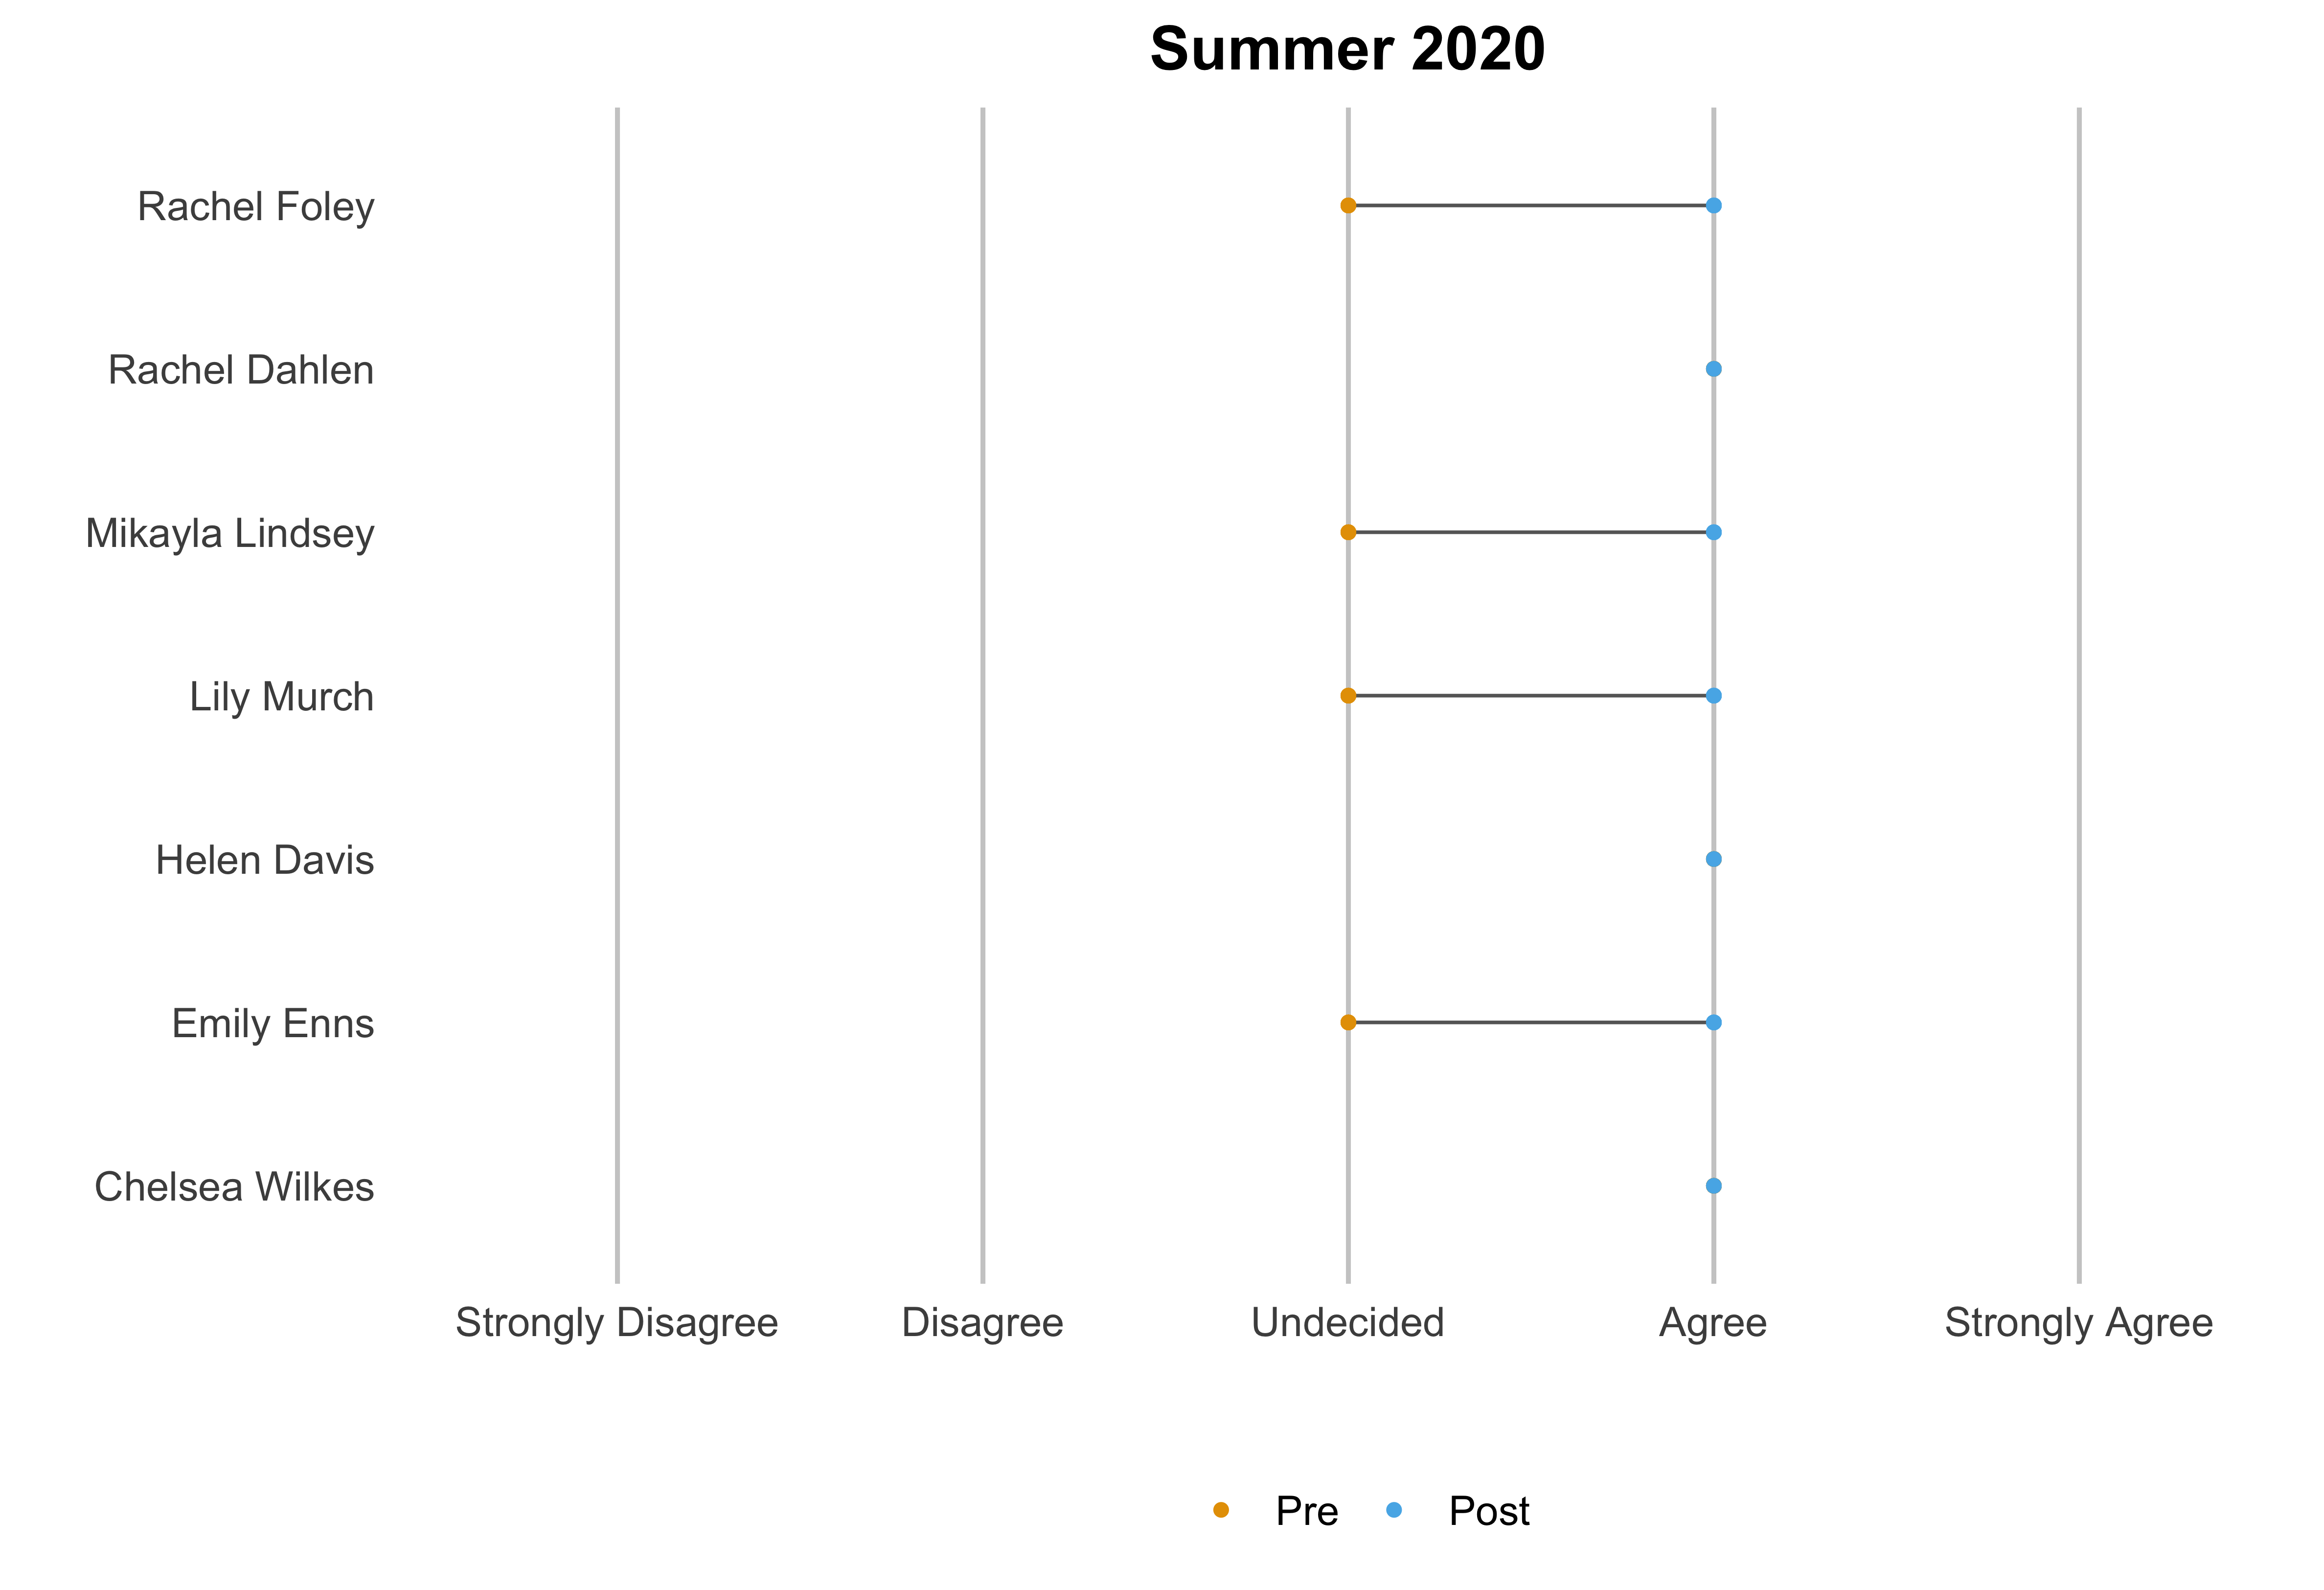 Summer 2020
Rachel Foley
Rachel Dahlen
Mikayla Lindsey
Lily Murch
Helen Davis
Emily Enns
Chelsea Wilkes
Strongly Disagree Disagree Undecided Agree Strongly Agree
Pre Post